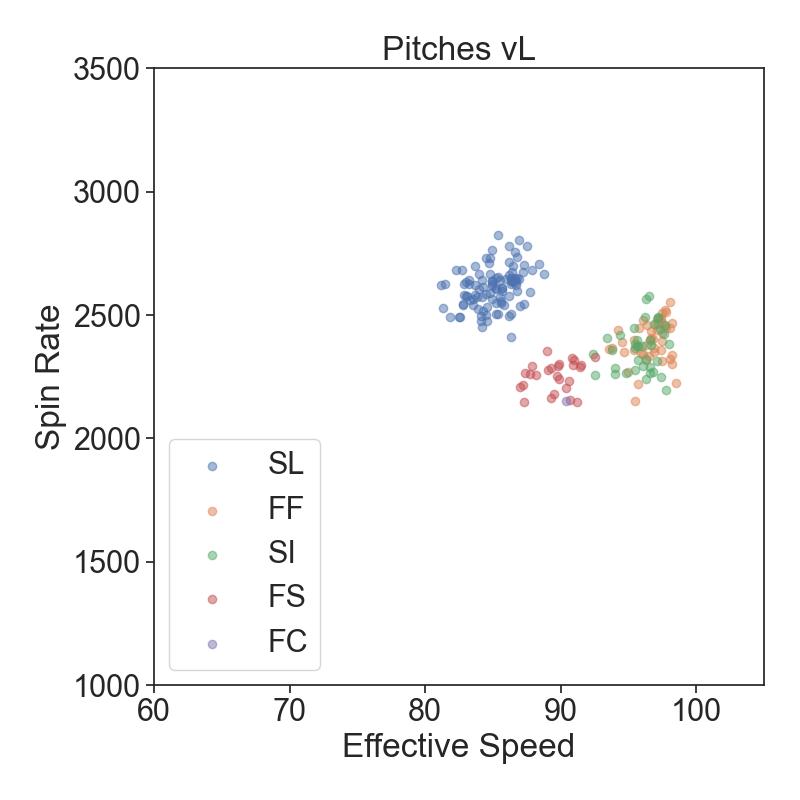 Pitches vL
3500
3000
2500
2000
1500
1000
Spin Rate
SL
FF
SI
FS
FC
60 70 80 90 100
Effective Speed